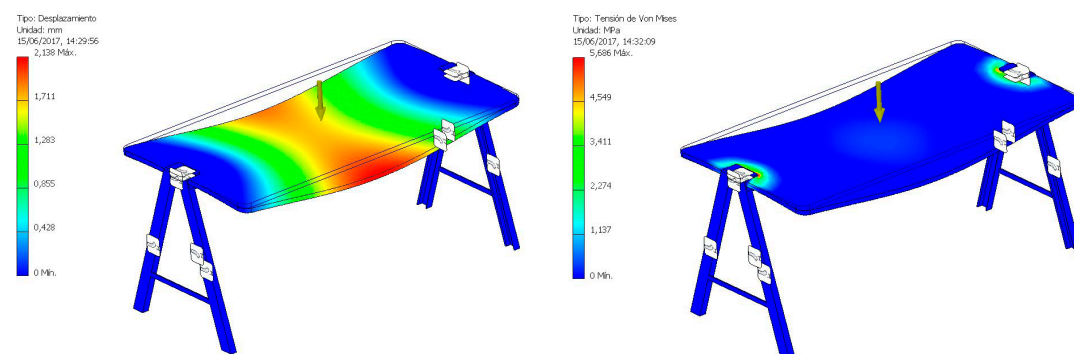 Tipo: Desplazamiento
Unidad: mm
15/06/2017, 14:29:56
2,138 Máx.
1,711
1,283
0,855
0,428
0 Mín.
Tipo: Tensión de Von Mises
Unidad: MPa
15/06/2017, 14:32:09
5,686 Máx.
4,549
3,411
2,274
1,137
0 Mín.